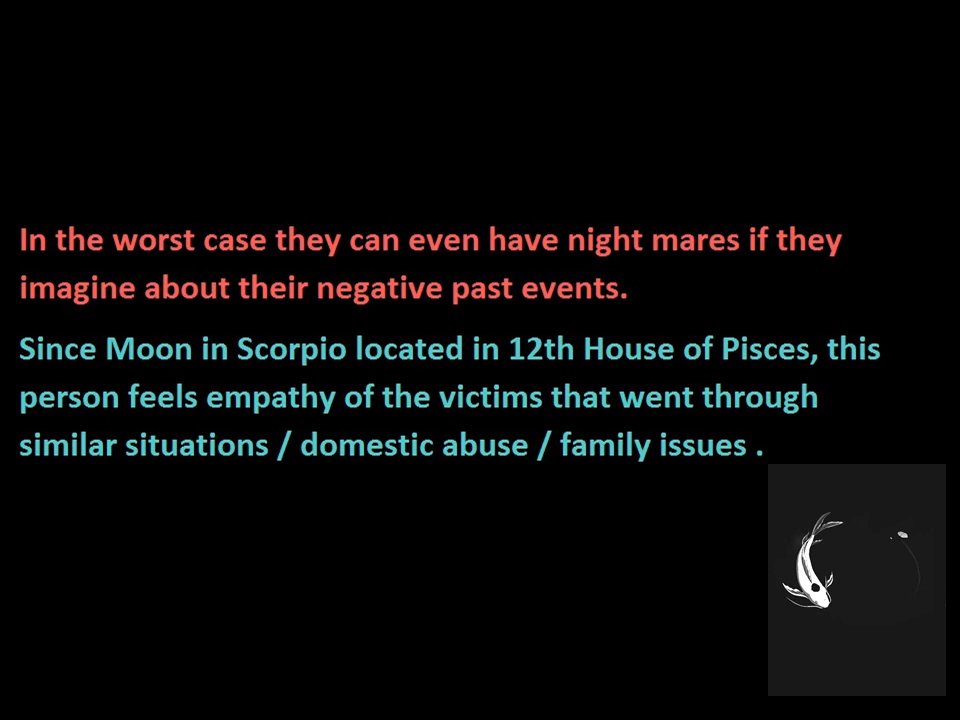 In the worst case they can even have night mares if they
imagine about their negative past events.
Since Moon in Scorpio located in 12th House of Pisces, this
person feels empathy of the victims that went through
similar situations / domestic abuse / family issues .